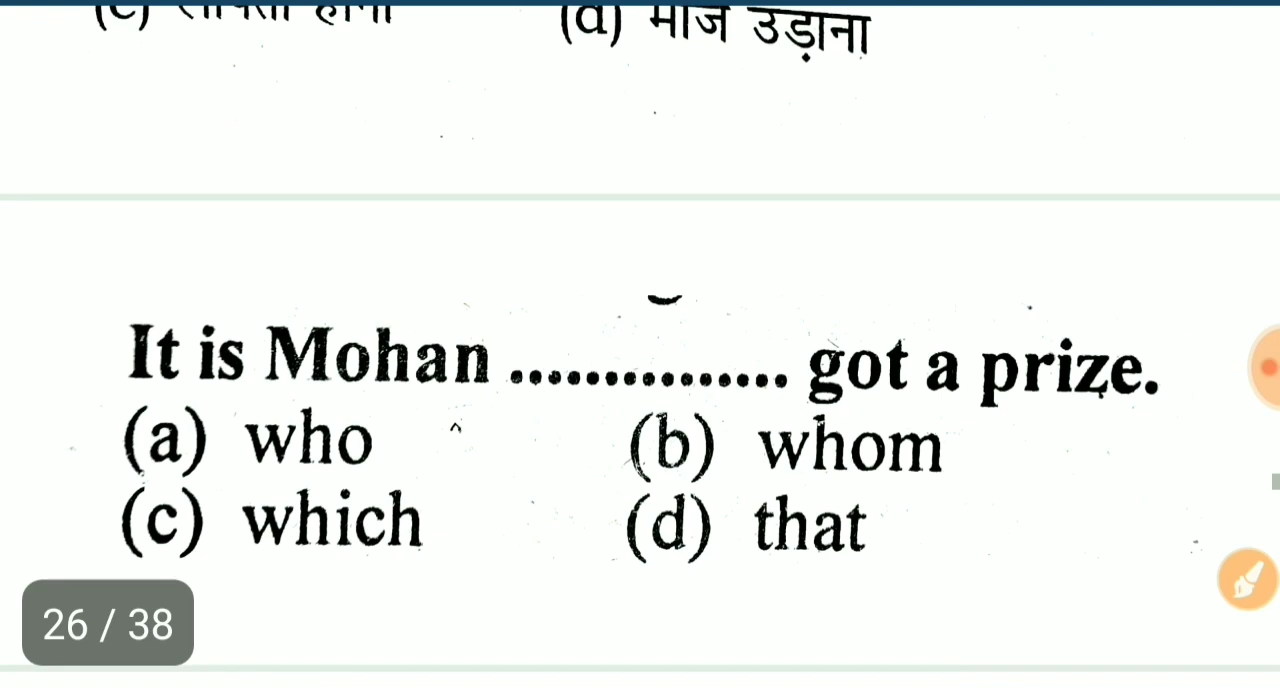 (d) मौज उड़ाना
It is Mohan ............... got a prize.
(a) who (b) whom
(c) which (d) that
26 / 38